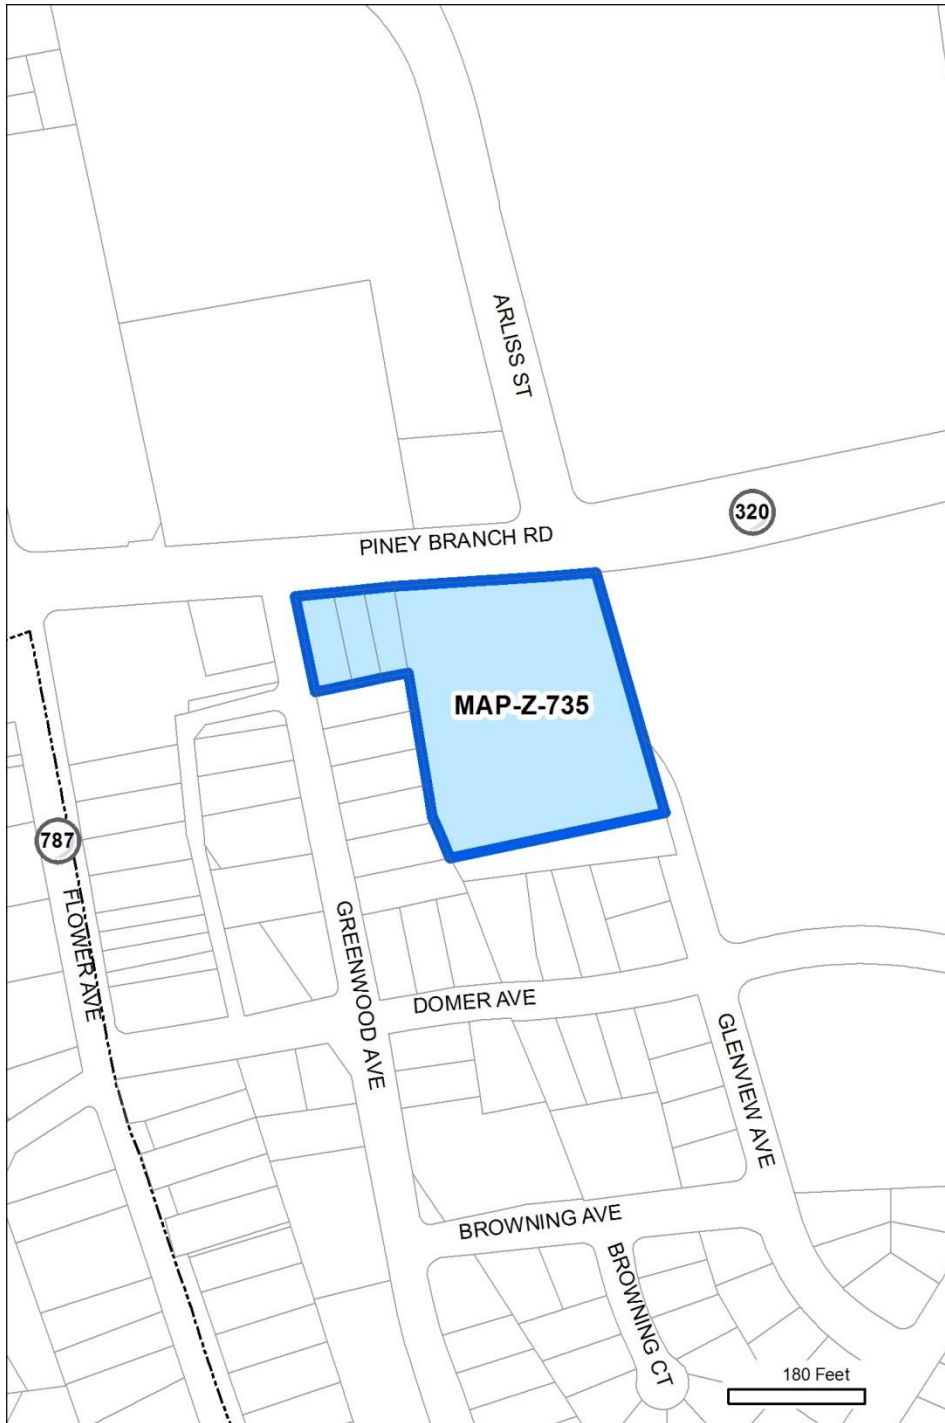 ARLISS ST
320
PINEY BRANCH RD
MAP-Z-735
787
FLOWER AVE
GREENWOOD AVE
DOMER AVE
GLENVIEW AVE
BROWNING AVE
BROWNING CT
180 Feet